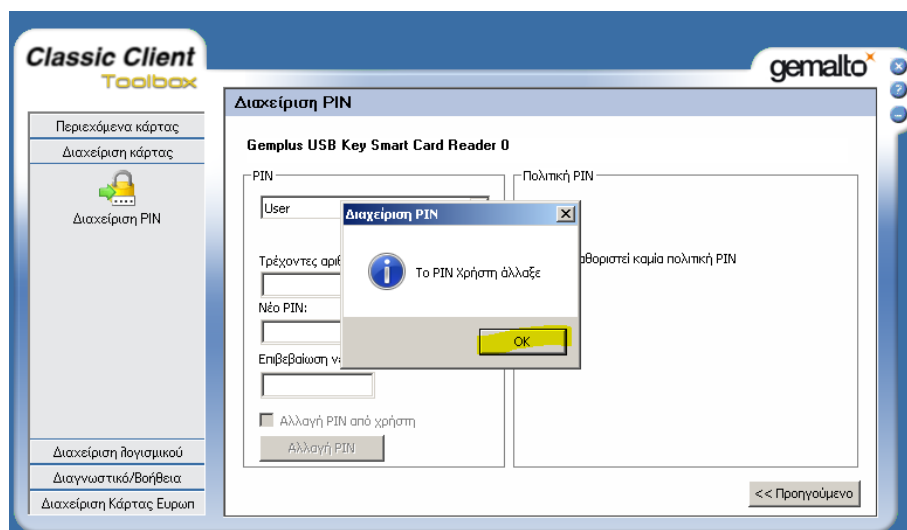 Classic Client
Toolbox
gemalto
Διαχείριση PIN
Περιεχόμενα κάρτας
Διαχείριση κάρτας
Διαχείριση PIN
Διαχείριση λογισμικού
Διαγνωστικό/Βοήθεια
Διαχείριση Κάρτας Ευρωπ
Gemplus USB Key Smart Card Reader 0
PIN
User
Τρέχοντες αριθ
Νέο PIN:
Επιβεβαίωση νέ
Αλλαγή PIN από χρήστη
Αλλαγή PIN
Πολιτική PIN
αθοριστεί καμία πολιτική PIN
Διαχείριση PIN
Το PIN Χρήστη άλλαξε
OK
<< Προηγούμενο